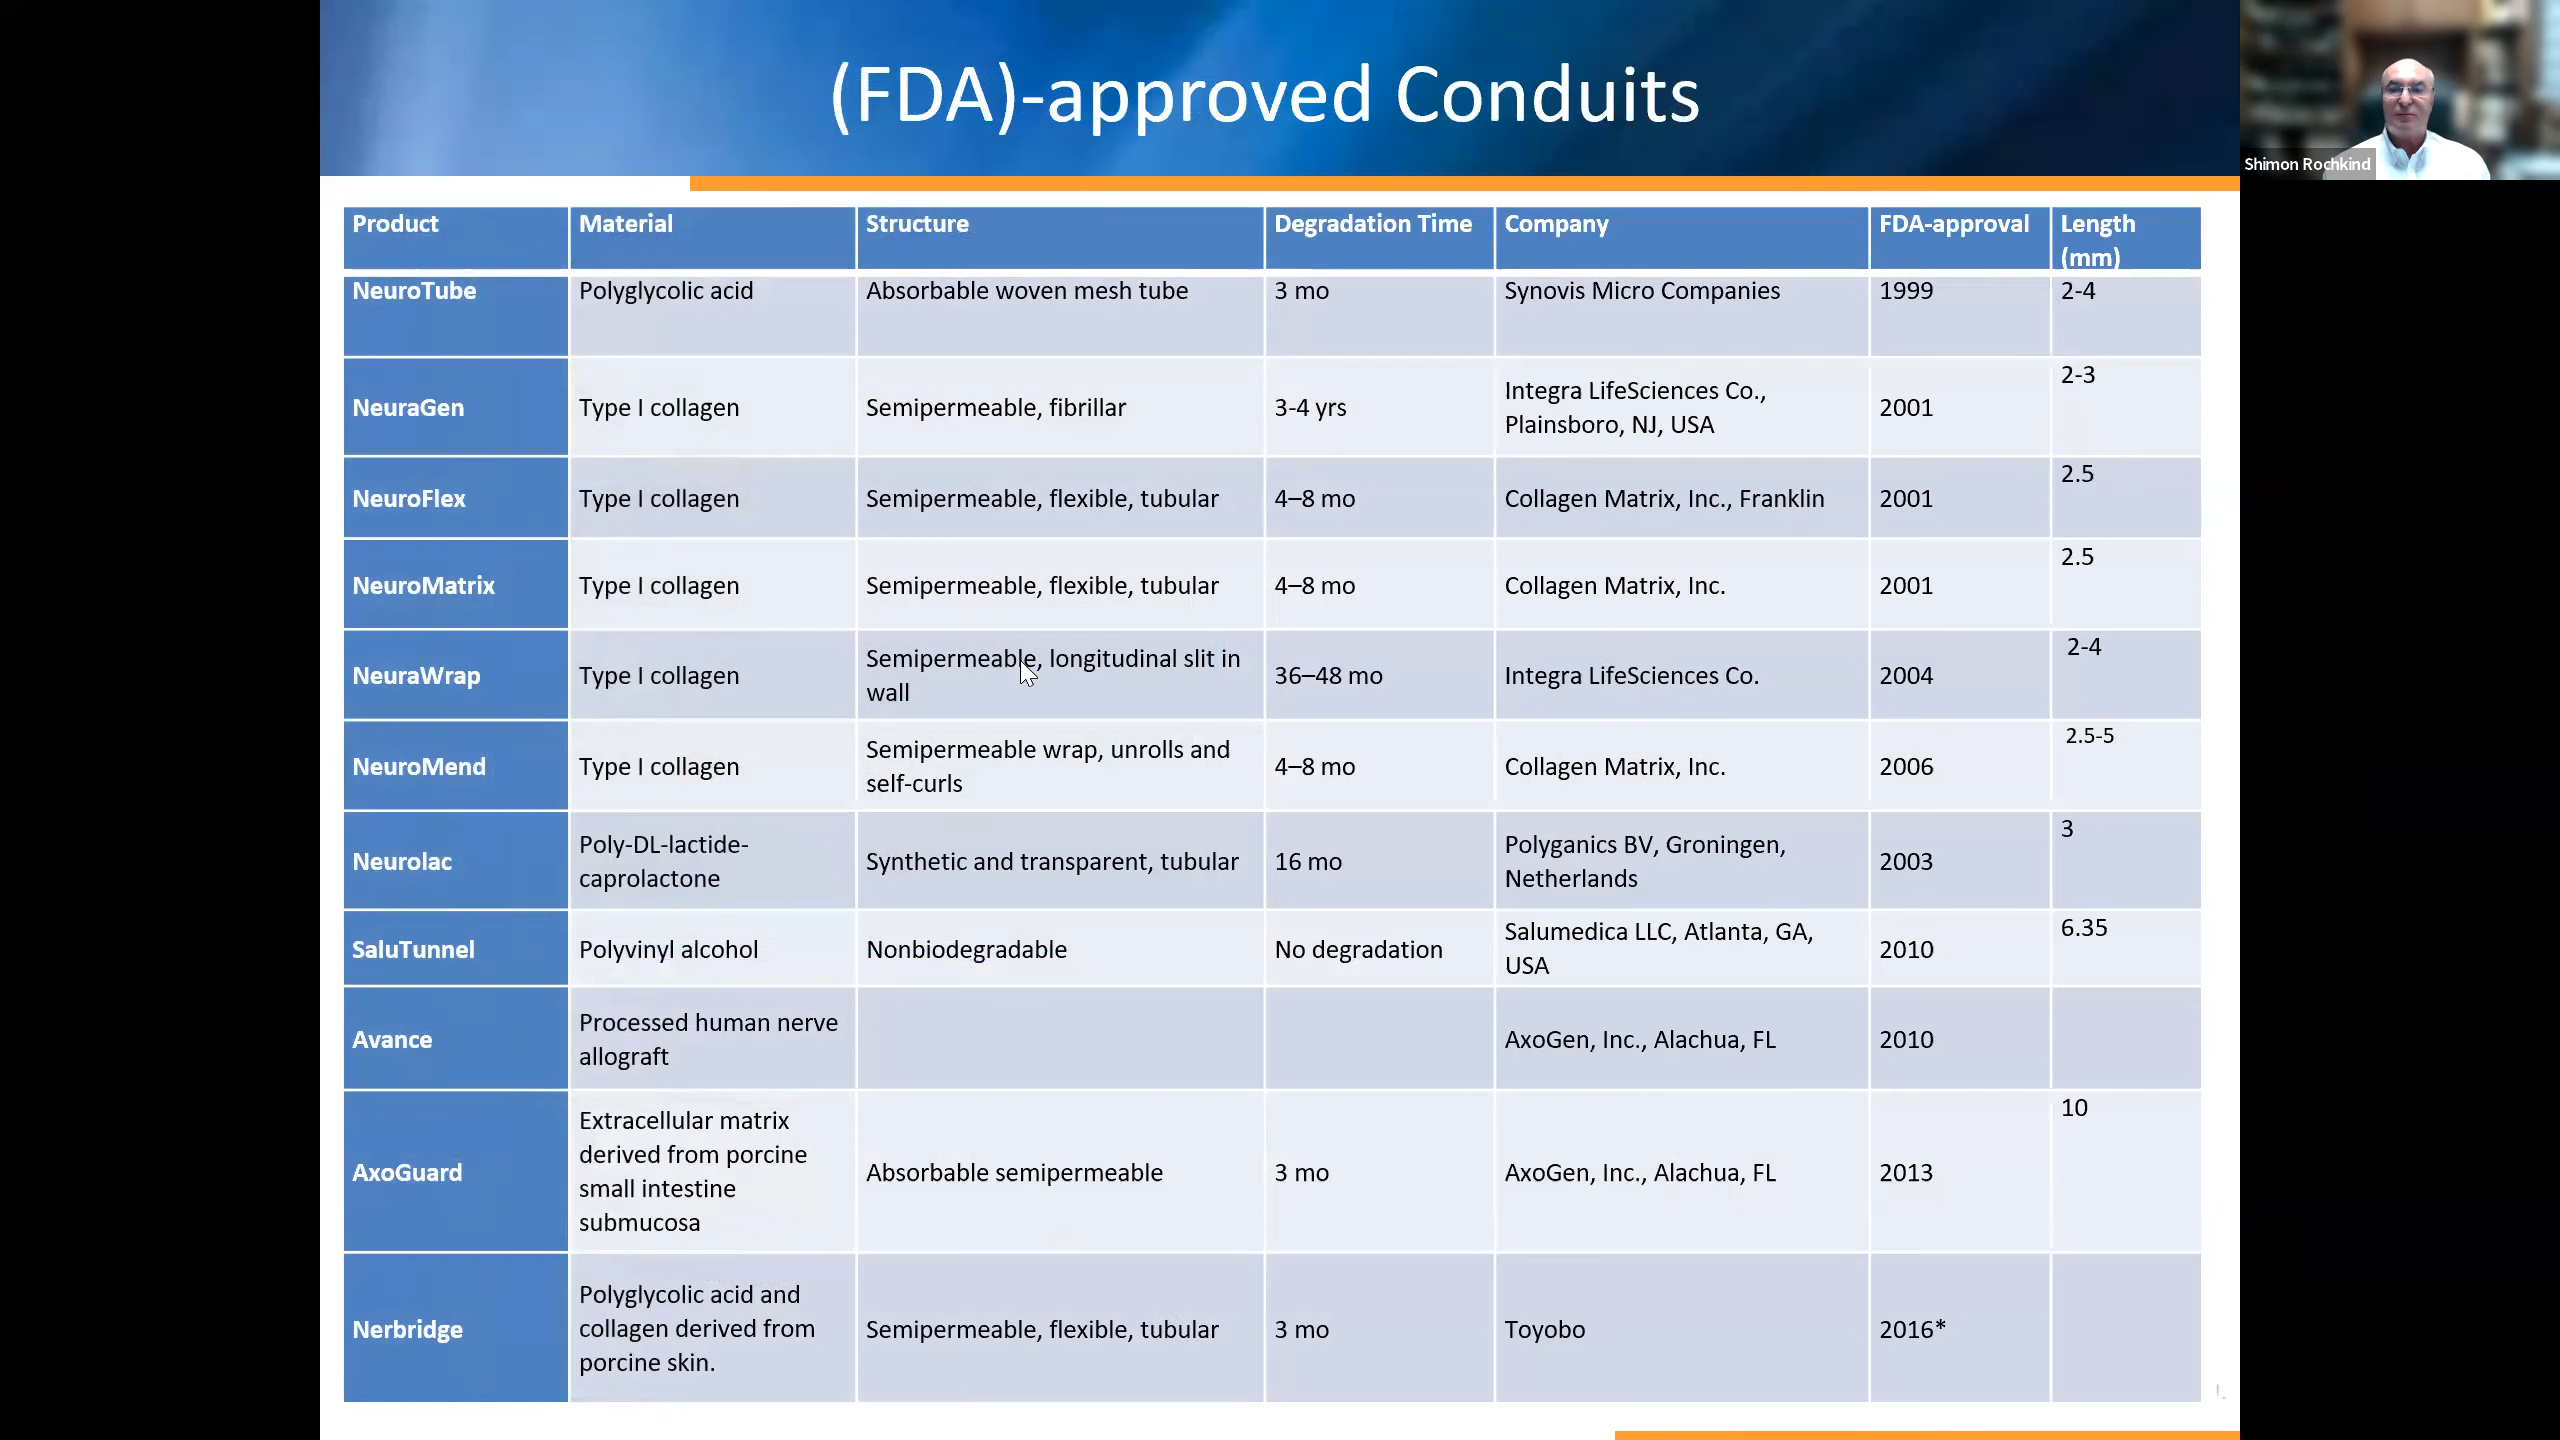 (FDA)-approved Conduits
Shimon Rochkind
Product Material Structure Degradation Time Company FDA-approval Length
(mm)
NeuroTube Polyglycolic acid Absorbable woven mesh tube 3 mo Synovis Micro Companies 1999 2-4
NeuraGen Type I collagen Semipermeable, fibrillar 3-4 yrs Integra LifeSciences Co.,
Plainsboro, NJ, USA 2001 2-3
NeuroFlex Type I collagen Semipermeable, flexible, tubular 4–8 mo Collagen Matrix, Inc., Franklin 2001 2.5
NeuroMatrix Type I collagen Semipermeable, flexible, tubular 4–8 mo Collagen Matrix, Inc. 2001 2.5
NeuraWrap Type I collagen Semipermeable, longitudinal slit in
wall 36–48 mo Integra LifeSciences Co. 2004 2-4
NeuroMend Type I collagen Semipermeable wrap, unrolls and
self-curls 4–8 mo Collagen Matrix, Inc. 2006 2.5-5
Neurolac Poly-DL-lactide-
caprolactone Synthetic and transparent, tubular 16 mo Polyganics BV, Groningen,
Netherlands 2003 3
SaluTunnel Polyvinyl alcohol Nonbiodegradable No degradation Salumedica LLC, Atlanta, GA,
USA 2010 6.35
Avance Processed human nerve
allograft AxoGen, Inc., Alachua, FL 2010
AxoGuard Extracellular matrix
derived from porcine
small intestine
submucosa Absorbable semipermeable 3 mo AxoGen, Inc., Alachua, FL 2013 10
Nerbridge Polyglycolic acid and
collagen derived from
porcine skin. Semipermeable, flexible, tubular 3 mo Toyobo 2016*